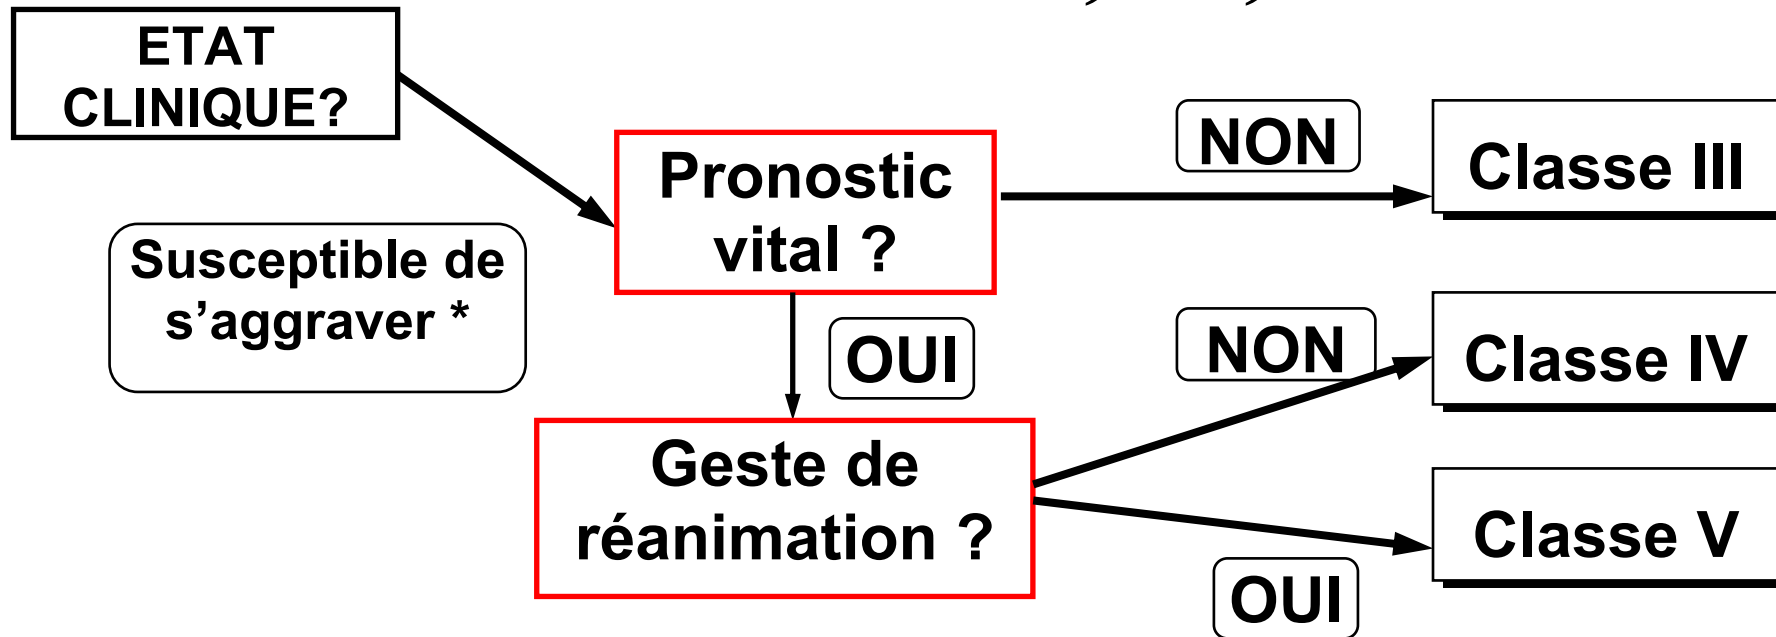 ETAT
CLINIQUE?
Susceptible de
s’aggraver *
Pronostic
vital ?
NON
Classe III
OUI
Geste de
réanimation ?
NON
Classe IV
OUI
Classe V